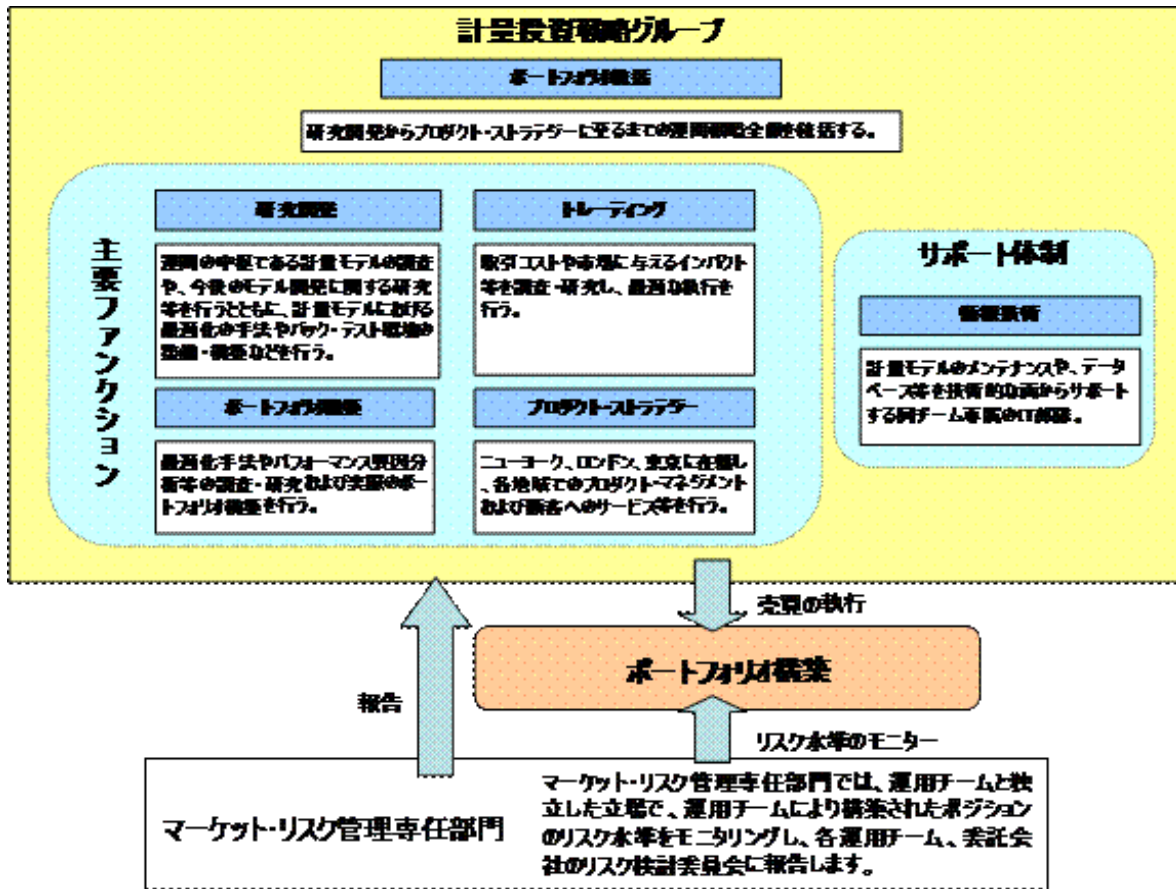 計量投資戦略グループ
ポートフォリオ統括
研究開発からプロダクト・ストラテジーに至るまでの運用戦略全般を統括する。
主要ファンクション
研究開発
運用の中枢である計量モデルの調査
や、今後のモデル開発に関する研究
等を行うとともに、計量モデルにおける
最適化の手法やバック・テスト環境の
整備・構築などを行う。
トレーディング
取引コストや市場に与えるインパクト
等を調査・研究し、最適な執行を
行う。
ポートフォリオ構築
最適化手法やパフォーマンス要因分
析等の調査・研究および実際のポー
トフォリオ構築を行う。
プロダクト・ストラテジー
ニューヨーク、ロンドン、東京に在籍し
、各地域でのプロダクト・マネジメント
および顧客へのサービス等を行う。
サポート体制
情報技術
計量モデルのメンテナンスや、データ
ベース等を技術的な面からサポート
する同チーム専属のIT部隊。
売買の執行
ポートフォリオ構築
報告
リスク水準のモニター
マーケット・リスク管理専任部門
マーケット・リスク管理専任部門では、運用チームと独
立した立場で、運用チームにより構築されたポジション
のリスク水準をモニタリングし、各運用チーム、委託会
社のリスク検討委員会に報告します。